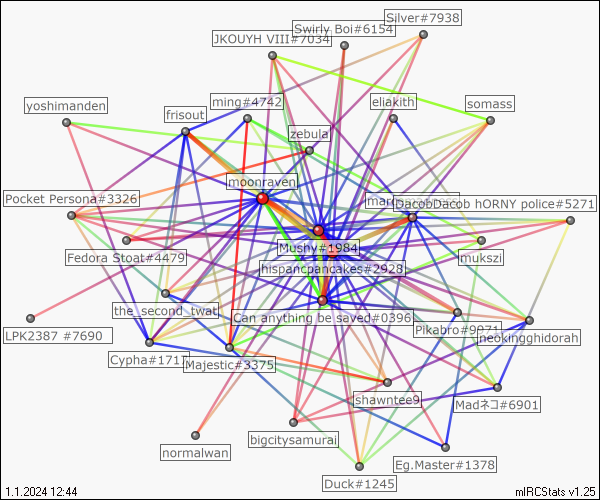 Silver#7938
Swirly Boi#6154
JKOUYH VIII#7034
yoshimanden
ming#4742
eliakith
somass
frisout
zebula
moonraven
Pocket Persona#3326
DacobDacob hORNY police#5271
Mushy#1984
Fedora Stoat#4479
mukszi
hispancpancakes#2928
the_second_twat
Can anything be saved#0396
LPK2387 #7690
Pikabro#9071
neokingghidorah
Cypha#1717
Majestic#3375
shawntee9
Madネコ#6901
bigcitysamurai
normalwan
Eg.Master#1378
Duck#1245
1.1.2024 12:44
mIRCStats v1.25